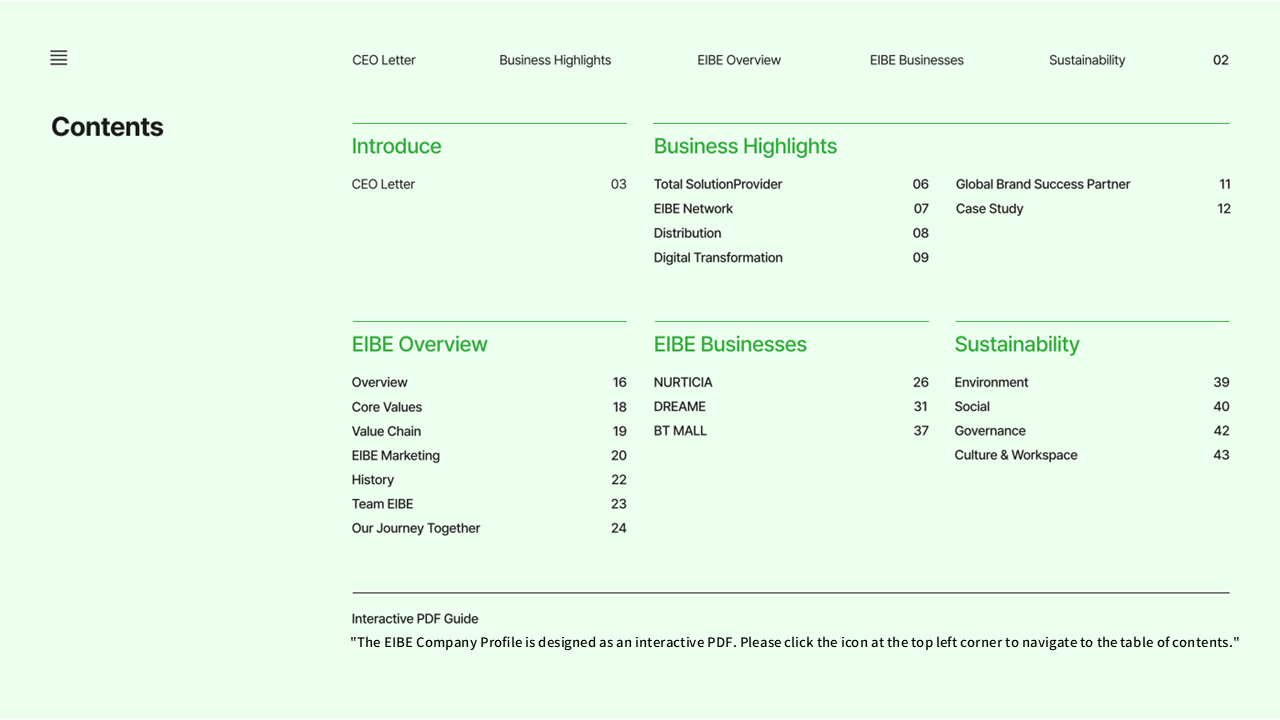 CEO Letter Business Highlights EIBE Overview EIBE Businesses Sustainability 02
Contents
Introduce
CEO Letter 03
Business Highlights
Total SolutionProvider 06
EIBE Network 07
Distribution 08
Digital Transformation 09
Global Brand Success Partner 11
Case Study 12
EIBE Overview
Overview 16
Core Values 18
Value Chain 19
EIBE Marketing 20
History 22
Team EIBE 23
Our Journey Together 24
EIBE Businesses
NURTICIA 26
DREAME 31
BT MALL 37
Sustainability
Environment 39
Social 40
Governance 42
Culture & Workspace 43
Interactive PDF Guide
"The EIBE Company Profile is designed as an interactive PDF. Please click the icon at the top left corner to navigate to the table of contents."